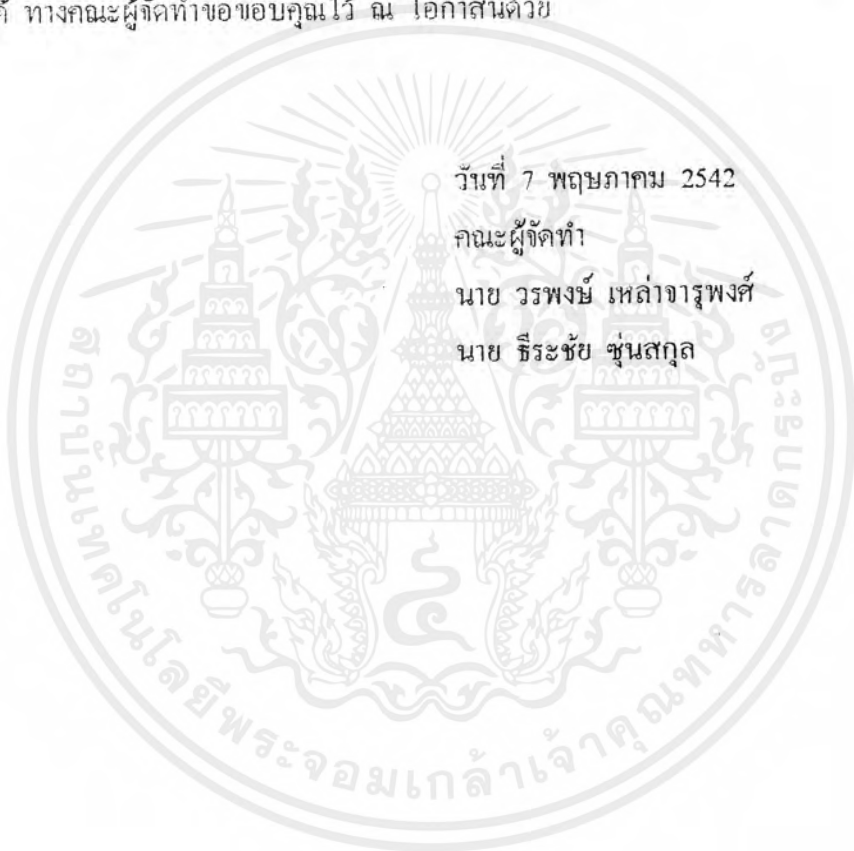 ทางคณะผู้จัดทำขอขอบคุณไว้ ณ โอกาสนี้ด้วย
วันที่ 7 พฤษภาคม 2542
คณะผู้จัดทำ
นาย วรพงษ์ เหล่าจารุพงศ์
นาย ธีระชัย ซุ่นสกุล
สถาบันเทคโนโลยีพระจอมเกล้าเจ้าคุณทหารลาดกระบัง